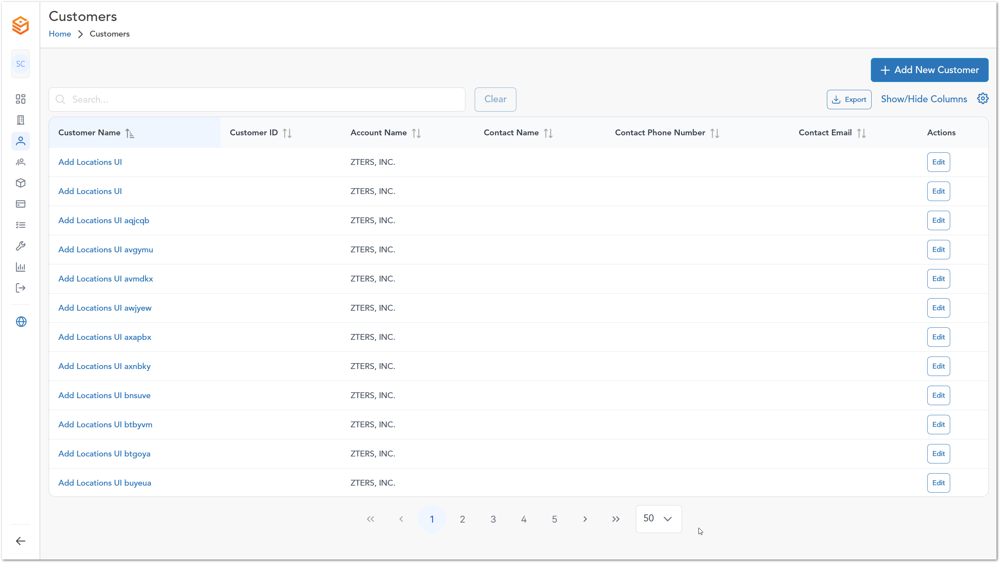 Customers
Home > Customers
SC
+ Add New Customer
Search...
Clear
Export
Show/Hide Columns
Customer Name Customer ID Account Name Contact Name Contact Phone Number Contact Email Actions
Add Locations UI ZTERS, INC. Edit
Add Locations UI ZTERS, INC. Edit
Add Locations UI aqjcqb ZTERS, INC. Edit
Add Locations UI avgymu ZTERS, INC. Edit
Add Locations UI avmdkx ZTERS, INC. Edit
Add Locations UI awjyew ZTERS, INC. Edit
Add Locations UI axapbx ZTERS, INC. Edit
Add Locations UI axnbky ZTERS, INC. Edit
Add Locations UI bnsuve ZTERS, INC. Edit
Add Locations UI btbyvm ZTERS, INC. Edit
Add Locations UI btgoya ZTERS, INC. Edit
Add Locations UI buyeua ZTERS, INC. Edit
« ‹ 1 2 3 4 5 › » 50